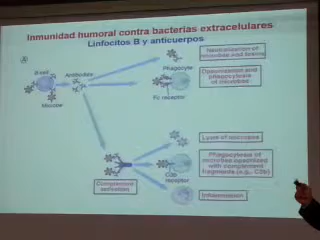 Inmunidad humoral contra bacterias extracelulares
Linfocitos B y anticuerpos
A
Neutralization of
microbes and toxins
B cell
Antibodies
Phagocyte
Opsonization and
phagocytosis
of microbes
Microbe
Fc receptor
Lysis of microbes
Phagocytosis of
microbes opsonized
with complement
fragments (e.g., C3b)
Complement
activation
C3b
receptor
Inflammation